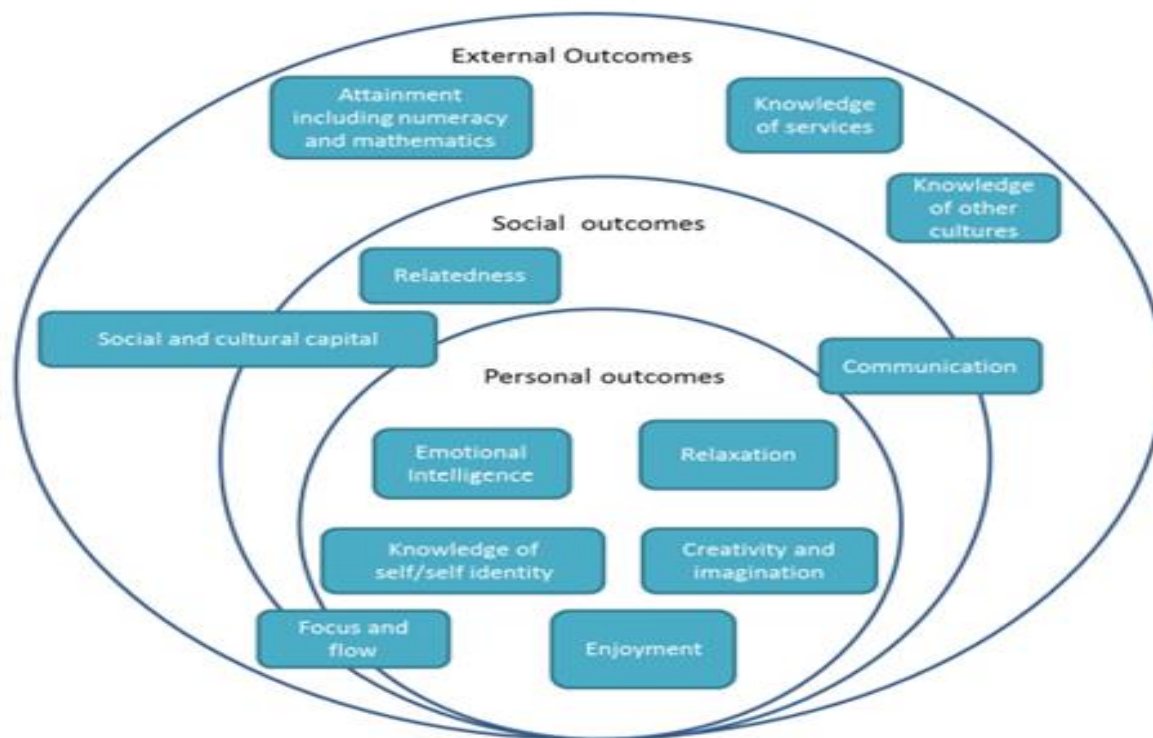 External Outcomes
Attainment
including numeracy
and mathematics
Knowledge
of services
Knowledge
of other
cultures
Social outcomes
Relatedness
Social and cultural capital
Communication
Personal outcomes
Emotional
Intelligence
Relaxation
Knowledge of
self/self identity
Creativity and
imagination
Focus and
flow
Enjoyment